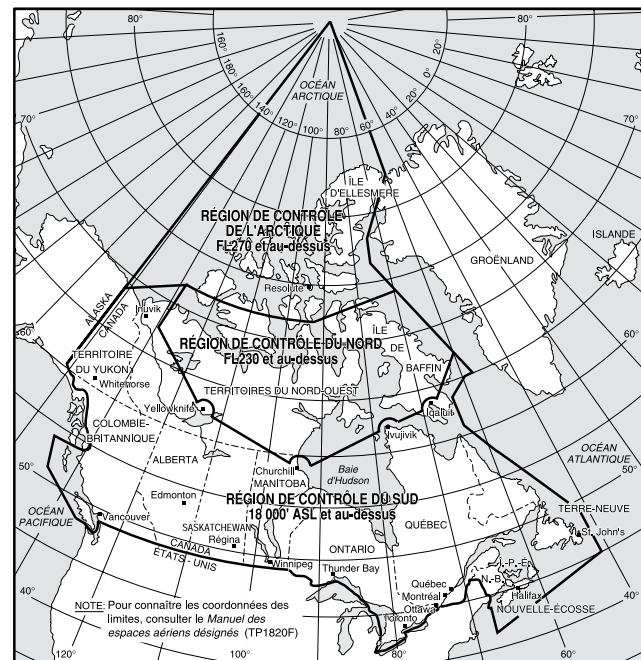 80°
80°
160°
160°
140°
120°
100°
80°
60°
40°
20°
0°
20°
OCÉAN
ARCTIQUE
70°
70°
ÎLE
D'ELLESMERE
RÉGION DE CONTRÔLE
DE L'ARCTIQUE
FL270 et au-dessus
ISLANDE
GROËNLAND
Resolute
60°
60°
ALASKA
CANADA
Inuvik
RÉGION DE CONTRÔLE DU NORD
FL230 et au-dessus
ÎLE
DE
BAFFIN
TERRITOIRE
DU YUKON
Whitehorse
TERRITOIRES DU NORD-OUEST
Yellowknife
Iqaluit
Ivujivik
COLOMBIE-
BRITANNIQUE
OCÉAN
ATLANTIQUE
50°
50°
ALBERTA
Churchill
MANITOBA
Baie
d'Hudson
Edmonton
RÉGION DE CONTRÔLE DU SUD
18 000' ASL et au-dessus
TERRE-NEUVE
OCÉAN
PACIFIQUE
Vancouver
SASKATCHEWAN
Régina
QUÉBEC
St. John's
CANADA
ÉTATS - UNIS
ONTARIO
Winnipeg
Thunder Bay
Î.-P.-É.
N.-B.
40°
40°
Québec
Montréal
Ottawa
Toronto
Halifax
NOUVELLE-ÉCOSSE
NOTE: Pour connaître les coordonnées des
limites, consulter le Manuel des
espaces aériens désignés (TP1820F)
120°
100°
80°
60°